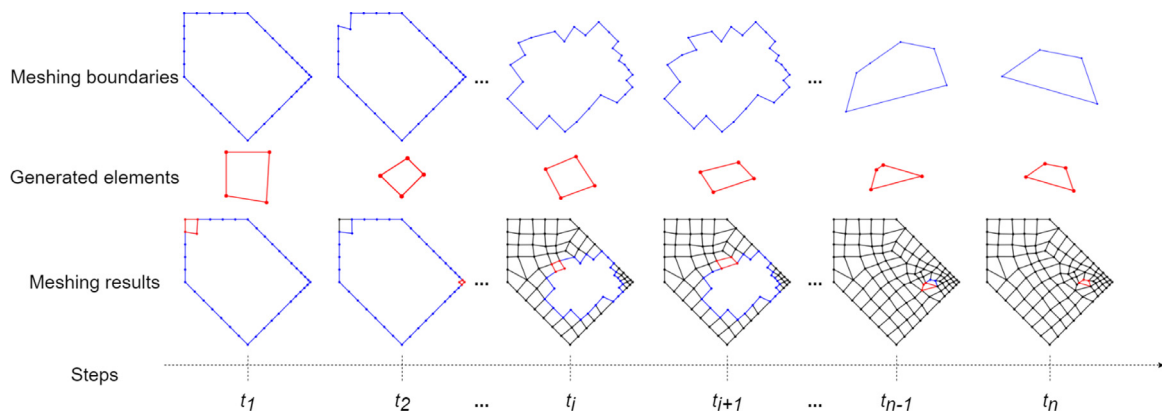 Meshing boundaries ... ...
Generated elements
Meshing results ... ...
Steps
t1 t2 ... ti ti+1 ... tn-1 tn